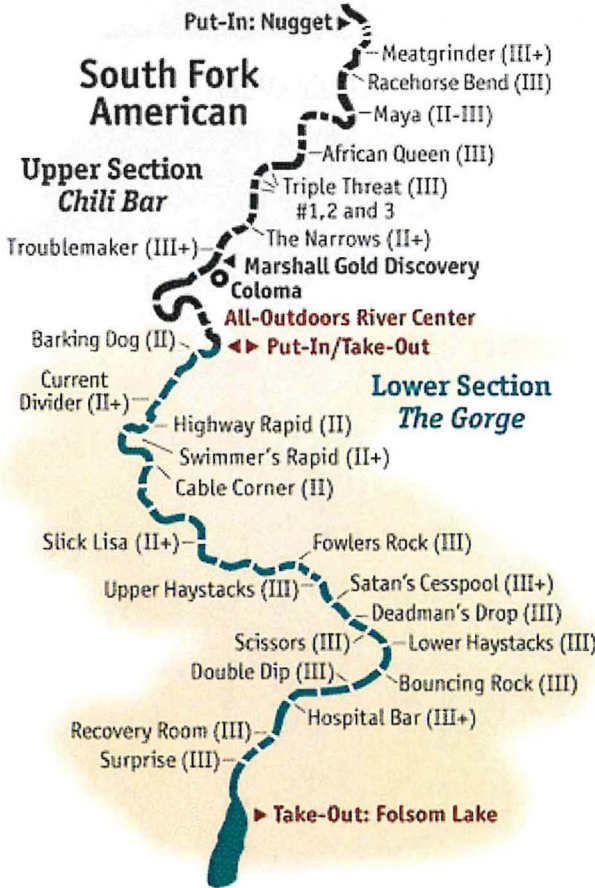 Put-In: Nugget
Meatgrinder (III+)
South Fork
American
Racehorse Bend (III)
Maya (II-III)
African Queen (III)
Upper Section
Chili Bar
Triple Threat (III)
#1,2 and 3
The Narrows (II+)
Troublemaker (III+)
Marshall Gold Discovery
Coloma
All-Outdoors River Center
Barking Dog (II)
Put-In/Take-Out
Current
Divider (II+)
Lower Section
The Gorge
Highway Rapid (II)
Swimmer's Rapid (II+)
Cable Corner (II)
Slick Lisa (II+)
Fowlers Rock (III)
Upper Haystacks (III)
Satan's Cesspool (III+)
Deadman's Drop (III)
Scissors (III)
Lower Haystacks (III)
Double Dip (III)
Bouncing Rock (III)
Hospital Bar (III+)
Recovery Room (III)
Surprise (III)
Take-Out: Folsom Lake